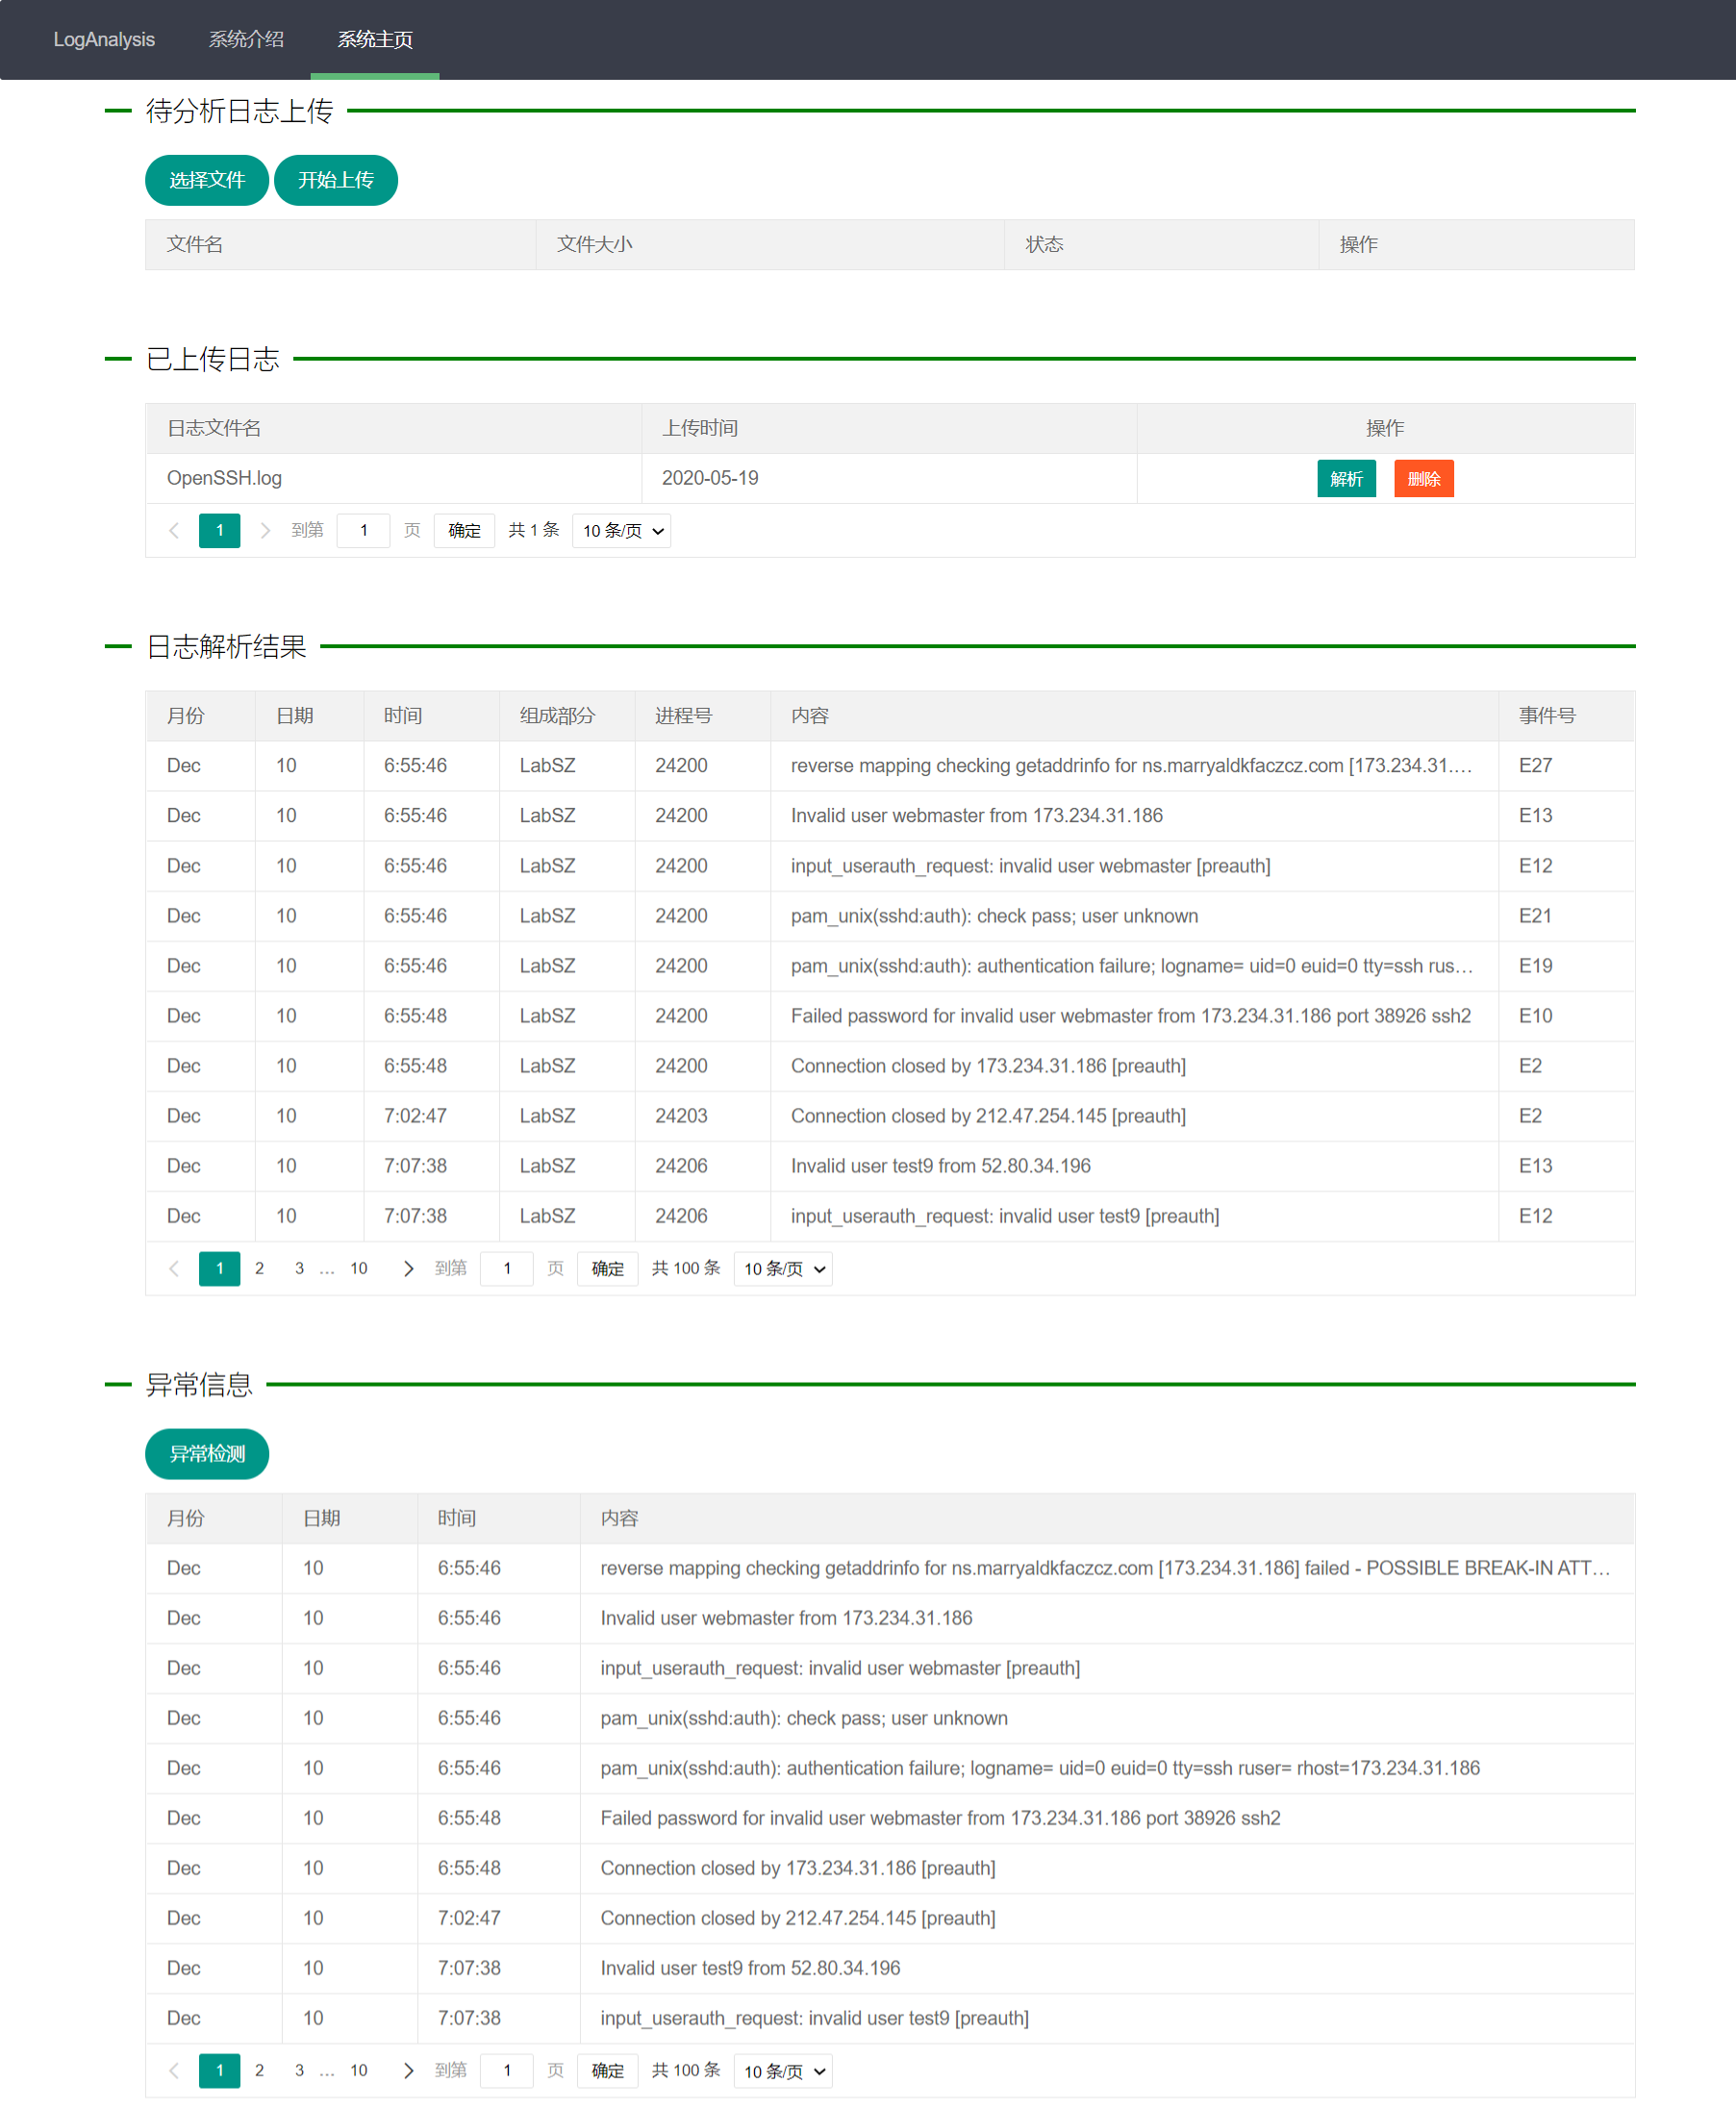 LogAnalysis 系统介绍 系统主页
待分析日志上传
选择文件 开始上传
文件名 文件大小 状态 操作
已上传日志
日志文件名 上传时间 操作
OpenSSH.log 2020-05-19 解析 删除
1 到第 1 页 确定 共 1 条 10 条/页
日志解析结果
月份 日期 时间 组成部分 进程号 内容 事件号
Dec 10 6:55:46 LabSZ 24200 reverse mapping checking getaddrinfo for ns.marryaldkfaczcz.com [173.234.31.… E27
Dec 10 6:55:46 LabSZ 24200 Invalid user webmaster from 173.234.31.186 E13
Dec 10 6:55:46 LabSZ 24200 input_userauth_request: invalid user webmaster [preauth] E12
Dec 10 6:55:46 LabSZ 24200 pam_unix(sshd:auth): check pass; user unknown E21
Dec 10 6:55:46 LabSZ 24200 pam_unix(sshd:auth): authentication failure; logname= uid=0 euid=0 tty=ssh rus… E19
Dec 10 6:55:48 LabSZ 24200 Failed password for invalid user webmaster from 173.234.31.186 port 38926 ssh2 E10
Dec 10 6:55:48 LabSZ 24200 Connection closed by 173.234.31.186 [preauth] E2
Dec 10 7:02:47 LabSZ 24203 Connection closed by 212.47.254.145 [preauth] E2
Dec 10 7:07:38 LabSZ 24206 Invalid user test9 from 52.80.34.196 E13
Dec 10 7:07:38 LabSZ 24206 input_userauth_request: invalid user test9 [preauth] E12
1 2 3 … 10 到第 1 页 确定 共 100 条 10 条/页
异常信息
异常检测
月份 日期 时间 内容
Dec 10 6:55:46 reverse mapping checking getaddrinfo for ns.marryaldkfaczcz.com [173.234.31.186] failed - POSSIBLE BREAK-IN ATT…
Dec 10 6:55:46 Invalid user webmaster from 173.234.31.186
Dec 10 6:55:46 input_userauth_request: invalid user webmaster [preauth]
Dec 10 6:55:46 pam_unix(sshd:auth): check pass; user unknown
Dec 10 6:55:46 pam_unix(sshd:auth): authentication failure; logname= uid=0 euid=0 tty=ssh ruser= rhost=173.234.31.186
Dec 10 6:55:48 Failed password for invalid user webmaster from 173.234.31.186 port 38926 ssh2
Dec 10 6:55:48 Connection closed by 173.234.31.186 [preauth]
Dec 10 7:02:47 Connection closed by 212.47.254.145 [preauth]
Dec 10 7:07:38 Invalid user test9 from 52.80.34.196
Dec 10 7:07:38 input_userauth_request: invalid user test9 [preauth]
1 2 3 … 10 到第 1 页 确定 共 100 条 10 条/页